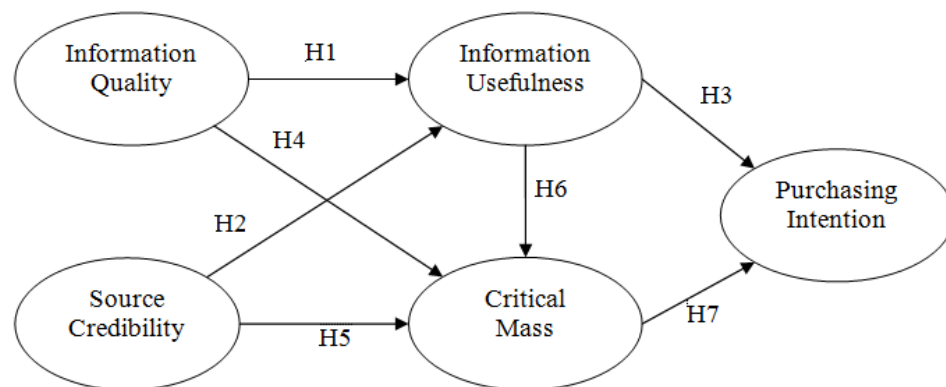 Information
Quality
H1
Information
Usefulness
H3
H4
H6
Purchasing
Intention
H2
Source
Credibility
H5
Critical
Mass
H7